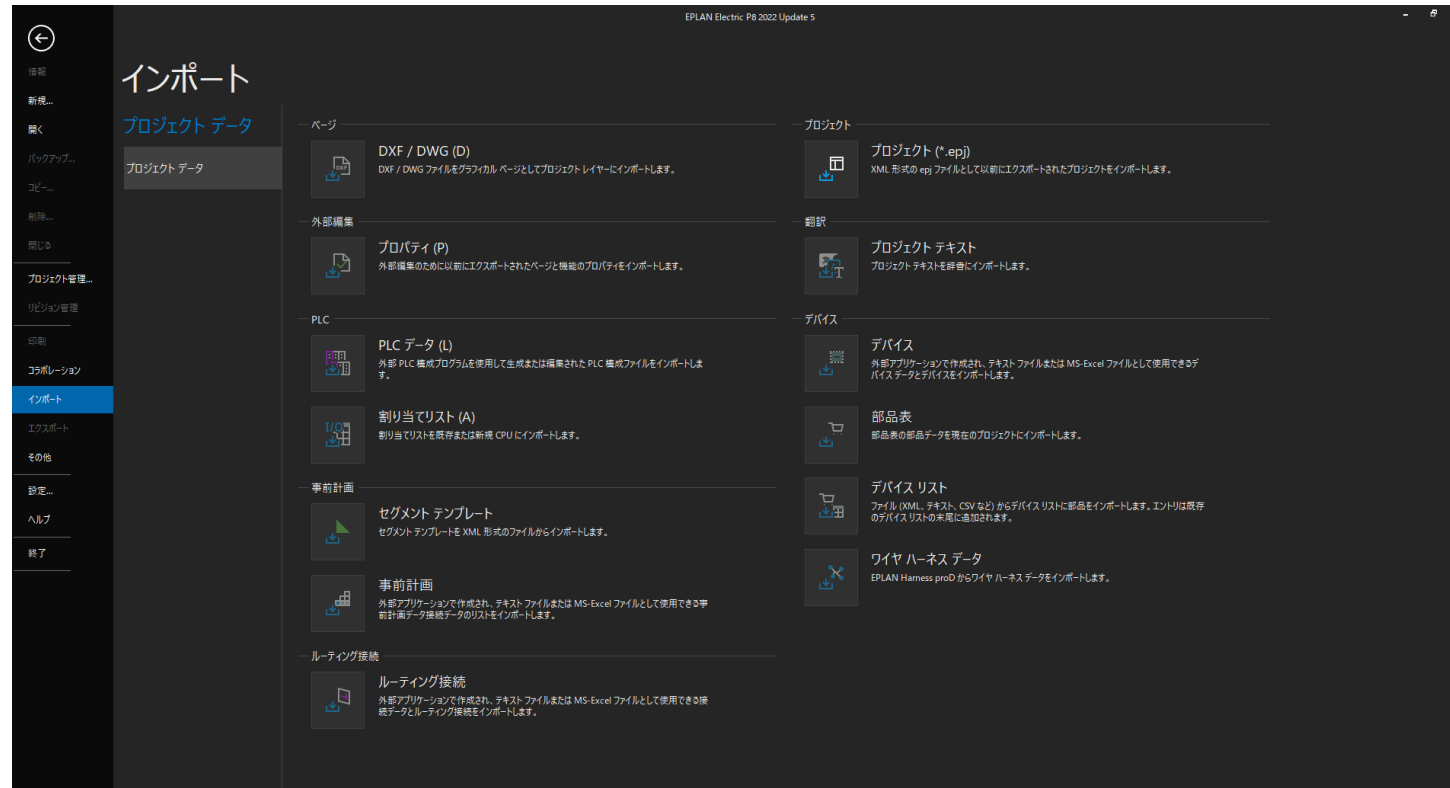 EPLAN Electric P8 2022 Update 5
情報
新規...
開く
バックアップ...
コピー...
削除...
閉じる
プロジェクト管理...
リビジョン管理
印刷
コラボレーション
インポート
エクスポート
その他
設定...
ヘルプ
終了
インポート
プロジェクト データ
プロジェクト データ
ページ
DXF
DXF / DWG (D)
DXF / DWG ファイルをグラフィカル ページとしてプロジェクト レイヤーにインポートします。
外部編集
プロパティ (P)
外部編集のために以前にエクスポートされたページと機能のプロパティをインポートします。
PLC
PLC データ (L)
外部 PLC 構成プログラムを使用して生成または編集された PLC 構成ファイルをインポートしま
す。
I/O
割り当てリスト (A)
割り当てリストを既存または新規 CPU にインポートします。
事前計画
セグメント テンプレート
セグメント テンプレートを XML 形式のファイルからインポートします。
事前計画
外部アプリケーションで作成され、テキスト ファイルまたは MS-Excel ファイルとして使用できる事
前計画データ接続データのリストをインポートします。
ルーティング接続
ルーティング接続
外部アプリケーションで作成され、テキスト ファイルまたは MS-Excel ファイルとして使用できる接
続データとルーティング接続をインポートします。
プロジェクト
プロジェクト (*.epj)
XML 形式の epj ファイルとして以前にエクスポートされたプロジェクトをインポートします。
翻訳
T
プロジェクト テキスト
プロジェクト テキストを辞書にインポートします。
デバイス
デバイス
外部アプリケーションで作成され、テキスト ファイルまたは MS-Excel ファイルとして使用できるデ
バイス データとデバイスをインポートします。
部品表
部品表の部品データを現在のプロジェクトにインポートします。
デバイス リスト
ファイル (XML、テキスト、CSV など) からデバイス リストに部品をインポートします。エントリは既存
のデバイス リストの末尾に追加されます。
ワイヤ ハーネス データ
EPLAN Harness proD からワイヤ ハーネス データをインポートします。